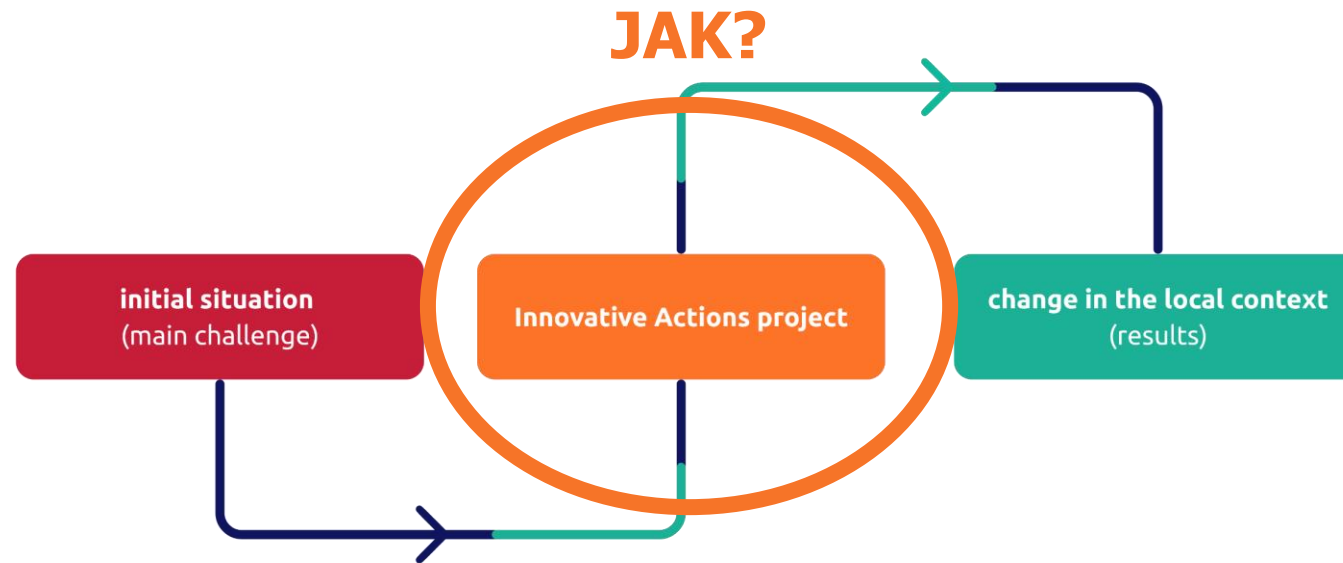 JAK?
initial situation
(main challenge)
Innovative Actions project
change in the local context
(results)